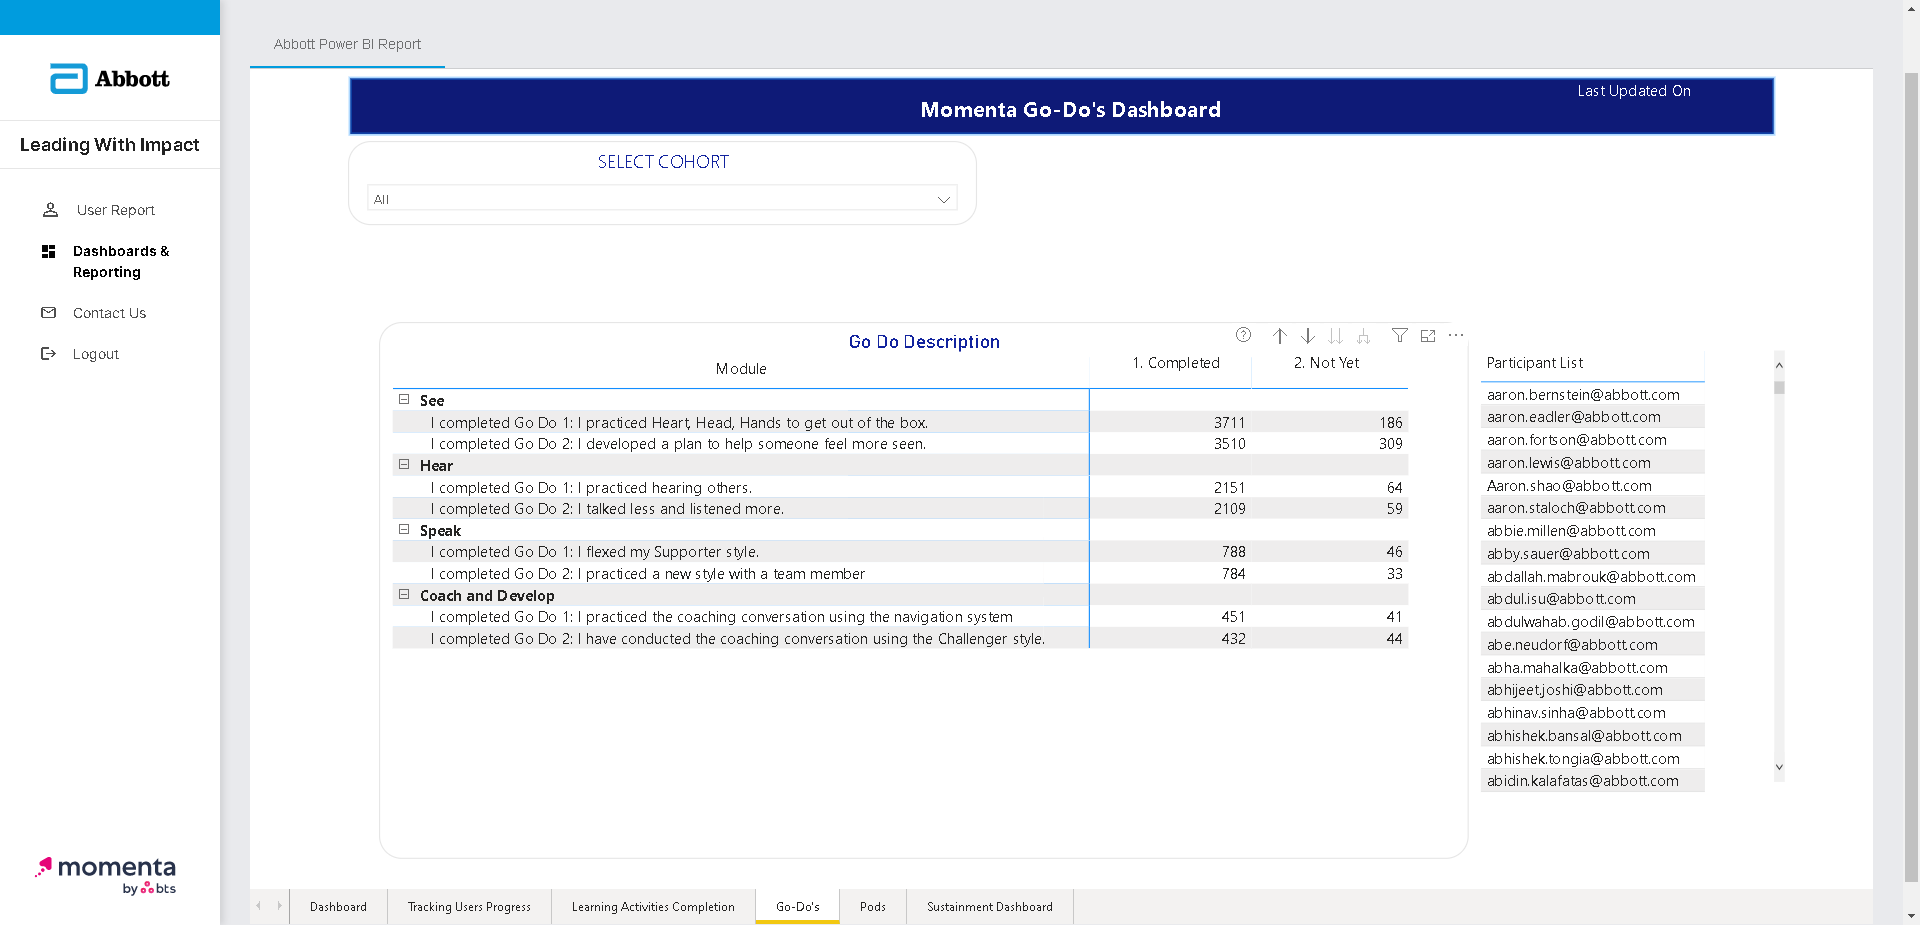 Abbott Power BI Report
Abbott
Momenta Go-Do's Dashboard
Last Updated On
Leading With Impact
User Report
Dashboards & Reporting
Contact Us
Logout
SELECT COHORT
All
Go Do Description
Module 1. Completed 2. Not Yet
See
I completed Go Do 1: I practiced Heart, Head, Hands to get out of the box. 3711 186
I completed Go Do 2: I developed a plan to help someone feel more seen. 3510 309
Hear
I completed Go Do 1: I practiced hearing others. 2151 64
I completed Go Do 2: I talked less and listened more. 2109 59
Speak
I completed Go Do 1: I flexed my Supporter style. 788 46
I completed Go Do 2: I practiced a new style with a team member 784 33
Coach and Develop
I completed Go Do 1: I practiced the coaching conversation using the navigation system 451 41
I completed Go Do 2: I have conducted the coaching conversation using the Challenger style. 432 44
Participant List
aaron.bernstein@abbott.com
aaron.eadler@abbott.com
aaron.fortson@abbott.com
aaron.lewis@abbott.com
Aaron.shao@abbott.com
aaron.staloch@abbott.com
abbie.millen@abbott.com
abby.sauer@abbott.com
abdallah.mabrouk@abbott.com
abdul.isu@abbott.com
abdulwahab.godil@abbott.com
abe.neudorf@abbott.com
abha.mahalka@abbott.com
abhijeet.joshi@abbott.com
abhinav.sinha@abbott.com
abhishek.bansal@abbott.com
abhishek.tongia@abbott.com
abidin.kalafatas@abbott.com
momenta
by bts
Dashboard
Tracking Users Progress
Learning Activities Completion
Go-Do's
Pods
Sustainment Dashboard